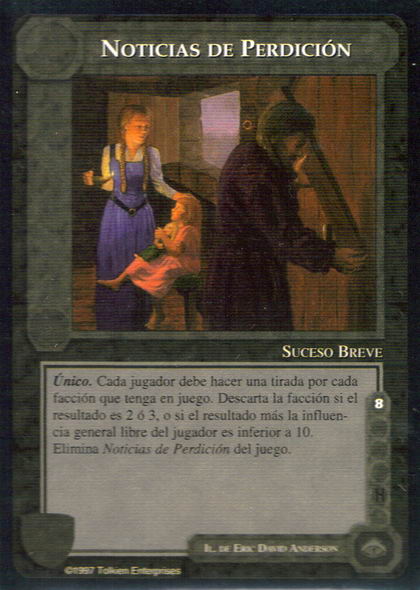 NOTICIAS DE PERDICIÓN
SUCESO BREVE
Único. Cada jugador debe hacer una tirada por cada
facción que tenga en juego. Descarta la facción si el
resultado es 2 ó 3, o si el resultado más la influen-
cia general libre del jugador es inferior a 10.
Elimina Noticias de Perdición del juego.
8
H
IL. DE ERIC DAVID ANDERSON
©1997 Tolkien Enterprises